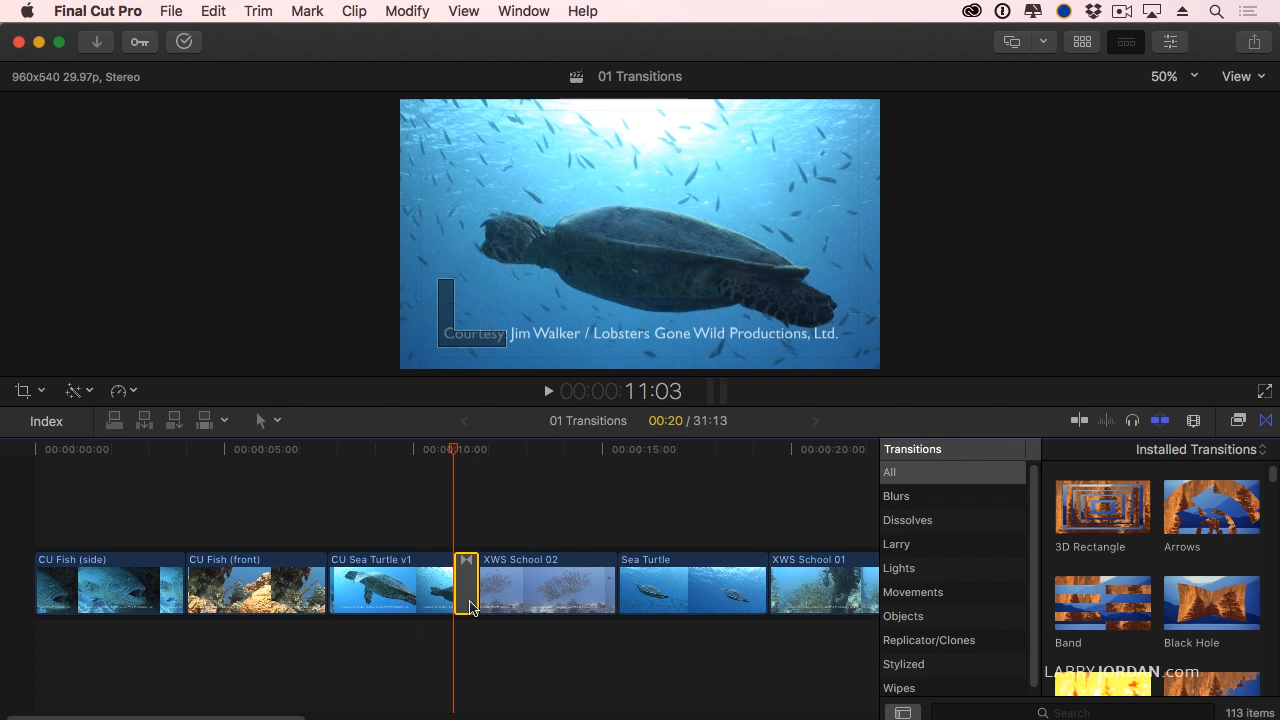 Final Cut Pro File Edit Trim Mark Clip Modify View Window Help
960x540 29.97p, Stereo 01 Transitions 50% View
Courtesy: Jim Walker / Lobsters Gone Wild Productions, Ltd.
00:00:11:03
Index 01 Transitions 00:20 / 31:13
00:00:00:00 00:00:05:00 00:00:10:00 00:00:15:00 00:00:20:00
Transitions Installed Transitions
All
Blurs
Dissolves
Larry
Lights
Movements
Objects
Replicator/Clones
Stylized
Wipes
3D Rectangle Arrows
Band Black Hole
CU Fish (side) CU Fish (front) CU Sea Turtle v1 XWS School 02 Sea Turtle XWS School 01
LARRYJORDAN.com
Search 113 items